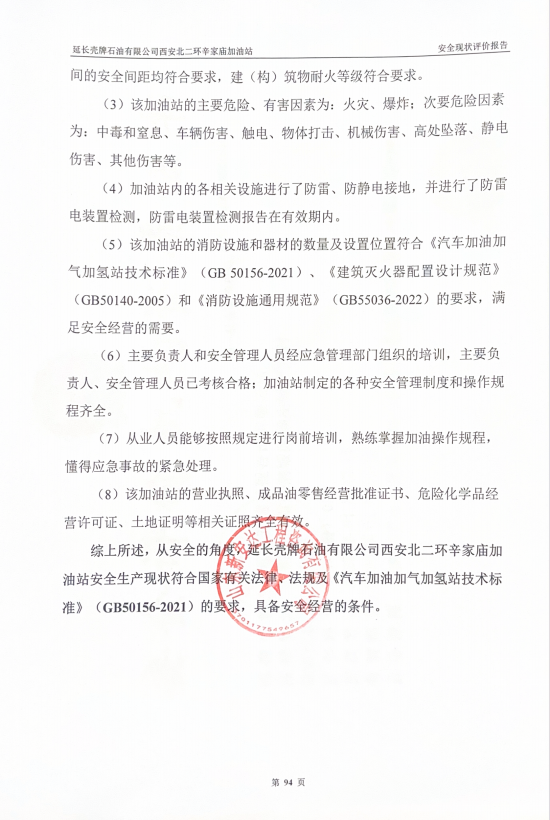 延长壳牌石油有限公司西安北二环辛家庙加油站 安全现状评价报告
间的安全间距均符合要求，建（构）筑物耐火等级符合要求。
（3）该加油站的主要危险、有害因素为：火灾、爆炸；次要危险因素
为：中毒和窒息、车辆伤害、触电、物体打击、机械伤害、高处坠落、静电
伤害、其他伤害等。
（4）加油站内的各相关设施进行了防雷、防静电接地，并进行了防雷
电装置检测，防雷电装置检测报告在有效期内。
（5）该加油站的消防设施和器材的数量及设置位置符合《汽车加油加
气加氢站技术标准》（GB 50156-2021）、《建筑灭火器配置设计规范》
（GB50140-2005）和《消防设施通用规范》（GB55036-2022）的要求，满
足安全经营的需要。
（6）主要负责人和安全管理人员经应急管理部门组织的培训，主要负
责人、安全管理人员已考核合格；加油站制定的各种安全管理制度和操作规
程齐全。
（7）从业人员能够按照规定进行岗前培训，熟练掌握加油操作规程，
懂得应急事故的紧急处理。
（8）该加油站的营业执照、成品油零售经营批准证书、危险化学品经
营许可证、土地证明等相关证照齐全有效。
综上所述，从安全的角度，延长壳牌石油有限公司西安北二环辛家庙加
油站安全生产现状符合国家有关法律、法规及《汽车加油加气加氢站技术标
准》（GB50156-2021）的要求，具备安全经营的条件。
第 94 页